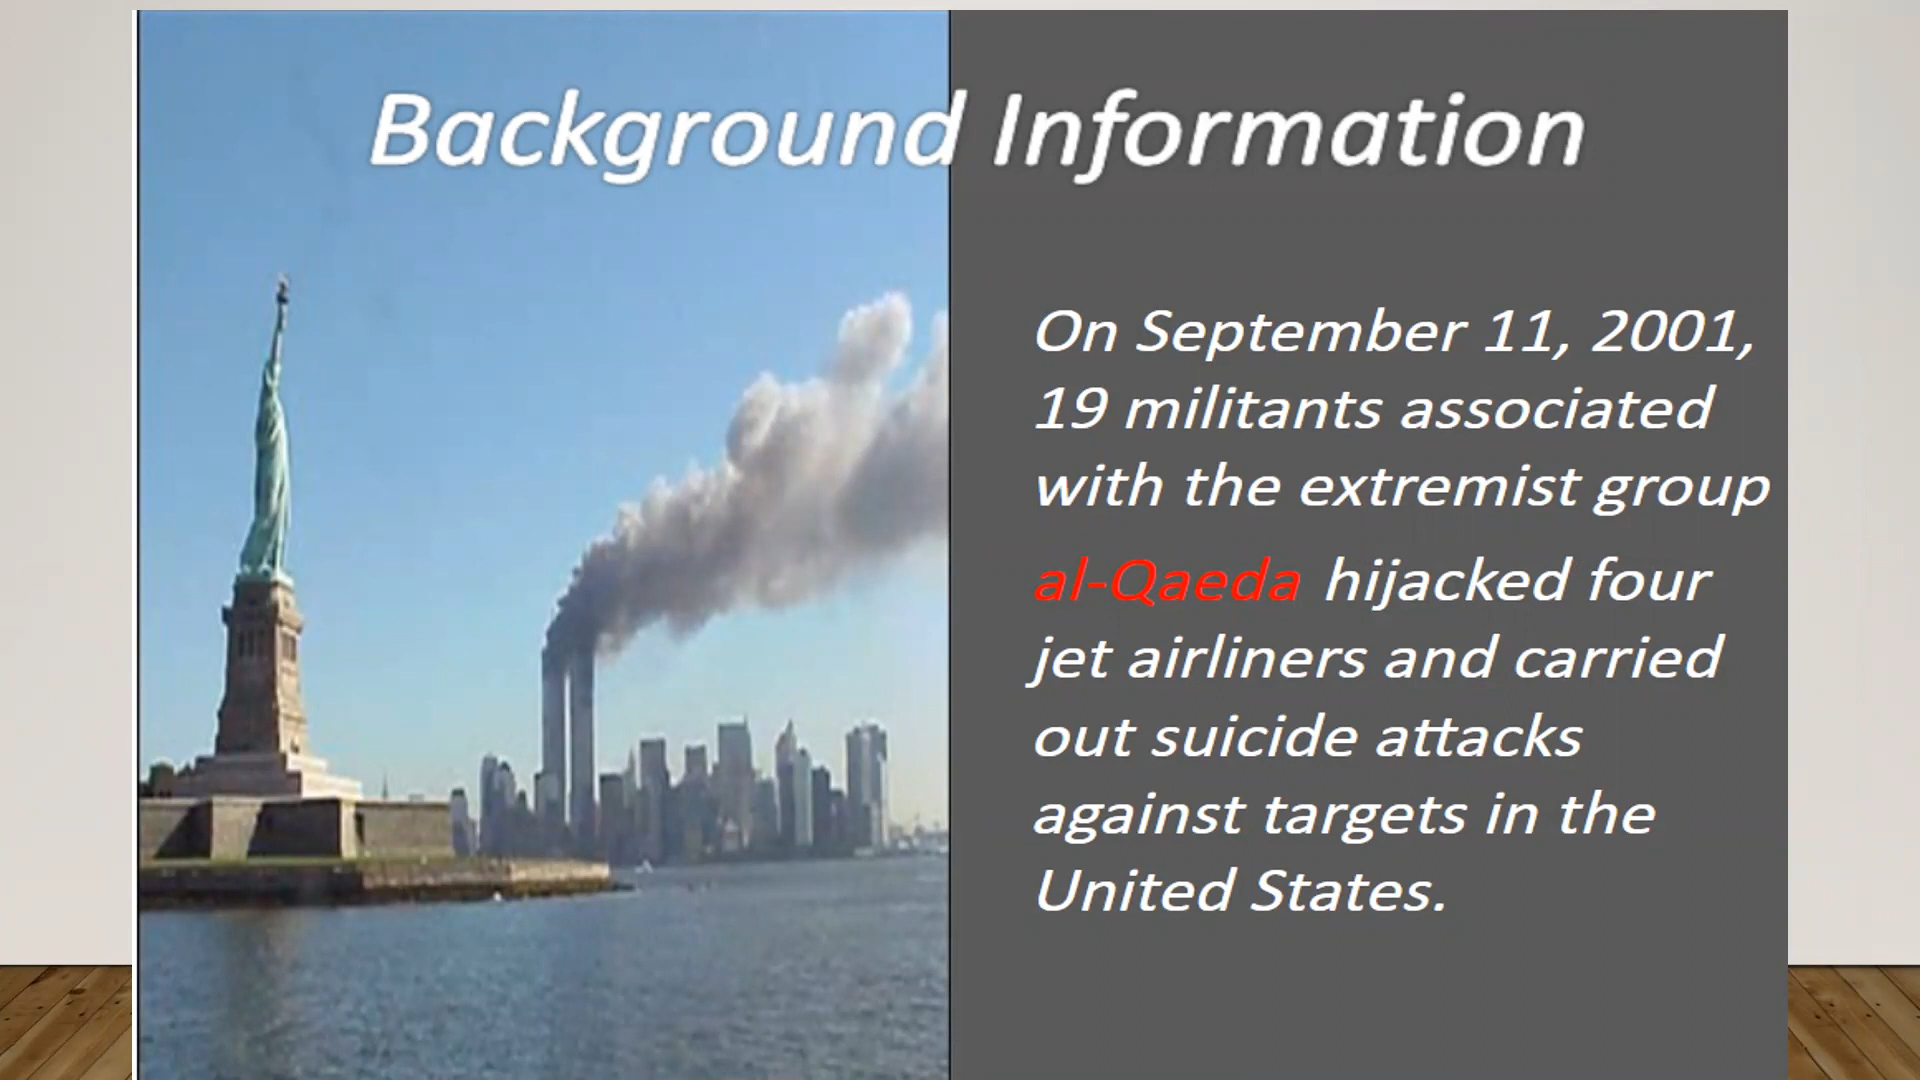 Background Information
On September 11, 2001,
19 militants associated
with the extremist group
al-Qaeda hijacked four
jet airliners and carried
out suicide attacks
against targets in the
United States.